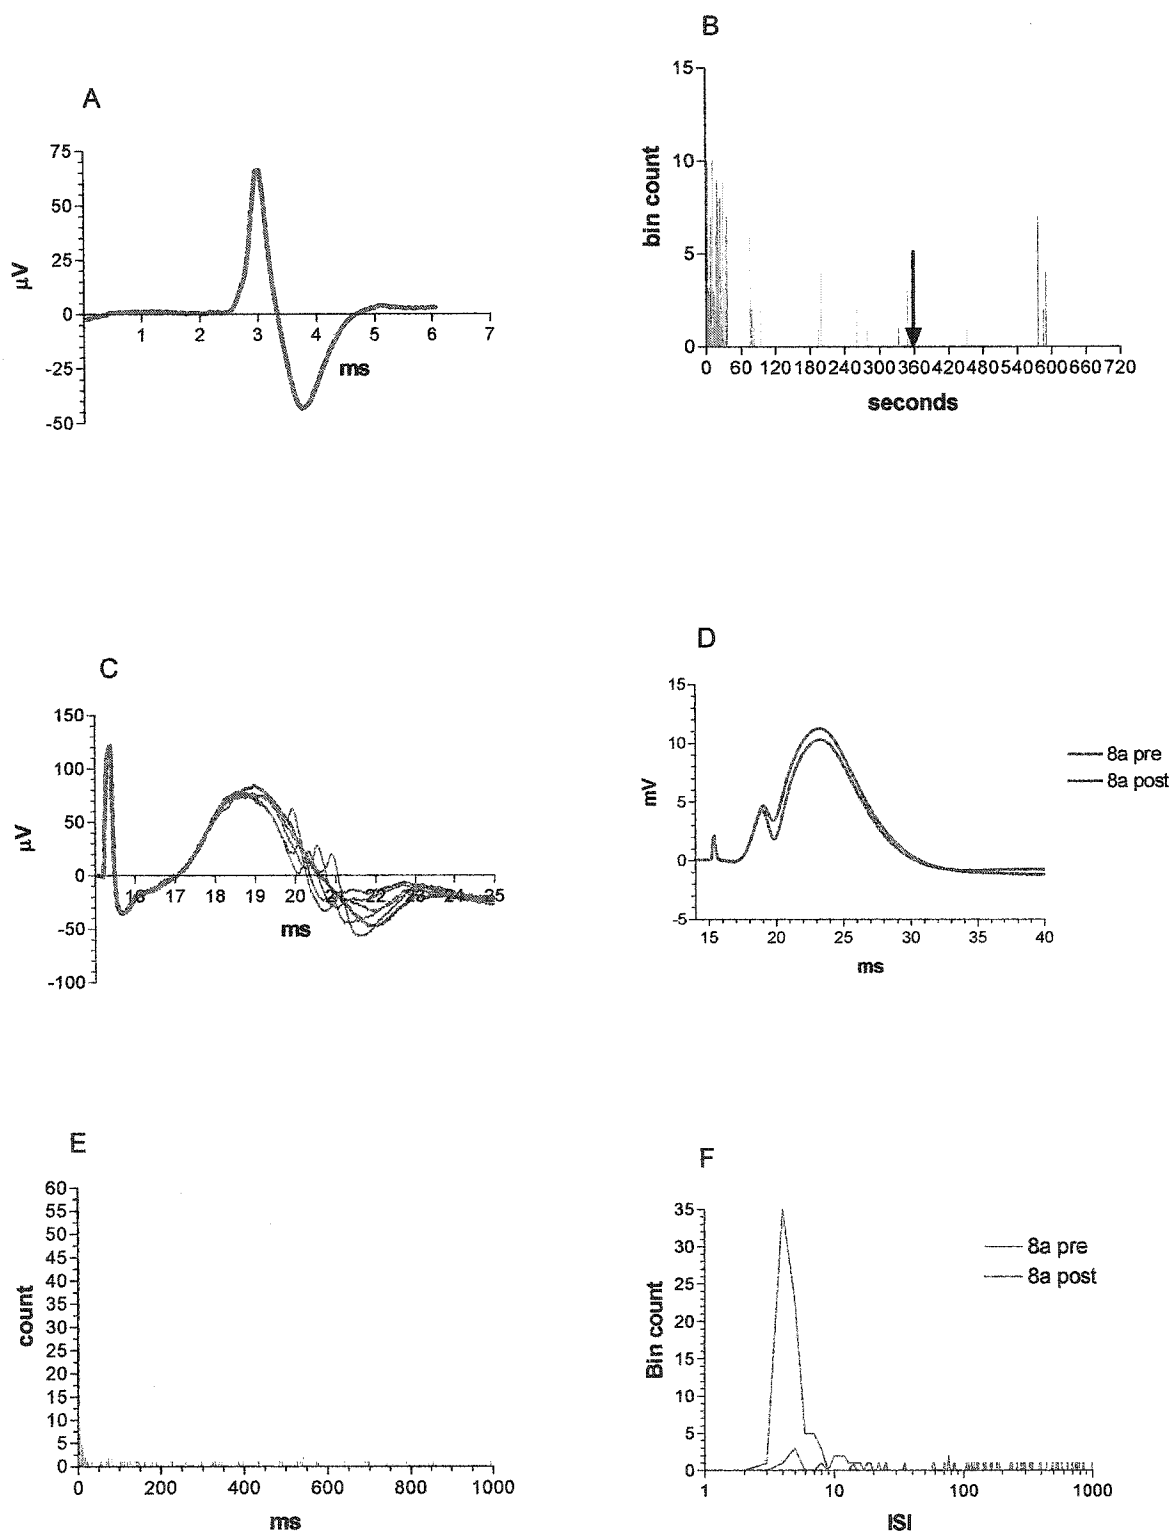 A
75
50
25
0
-25
-50
µV
1 2 3 4 5 6 7
ms
B
15
10
5
0
bin count
0 60 120 180 240 300 360 420 480 540 600 660 720
seconds
C
150
100
50
0
-50
-100
µV
16 17 18 19 20 21 22 23 24 25
ms
D
15
10
5
0
-5
mV
15 20 25 30 35 40
ms
8a pre
8a post
E
60
55
50
45
40
35
30
25
20
15
10
5
0
count
0 200 400 600 800 1000
ms
F
35
30
25
20
15
10
5
0
Bin count
1 10 100 1000
ISI
8a pre
8a post